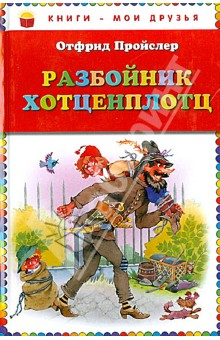 КНИГИ - МОИ ДРУЗЬЯ
Отфрид Пройслер
РАЗБОЙНИК
ХОТЦЕНПЛОТЦ